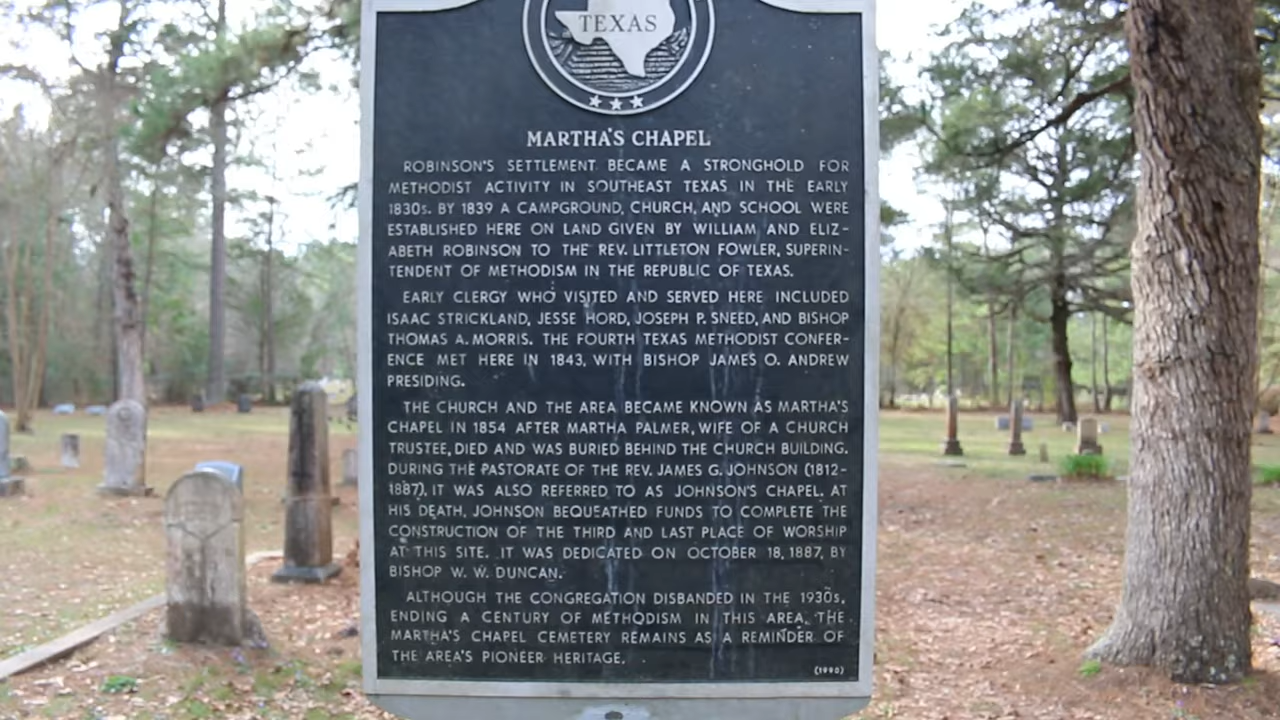 TEXAS
MARTHA'S CHAPEL
ROBINSON'S SETTLEMENT BECAME A STRONGHOLD FOR
METHODIST ACTIVITY IN SOUTHEAST TEXAS IN THE EARLY
1830s. BY 1839 A CAMPGROUND, CHURCH, AND SCHOOL WERE
ESTABLISHED HERE ON LAND GIVEN BY WILLIAM AND ELIZ-
ABETH ROBINSON TO THE REV. LITTLETON FOWLER, SUPERIN-
TENDENT OF METHODISM IN THE REPUBLIC OF TEXAS.
EARLY CLERGY WHO VISITED AND SERVED HERE INCLUDED
ISAAC STRICKLAND, JESSE HORD, JOSEPH P. SNEED, AND BISHOP
THOMAS A. MORRIS. THE FOURTH TEXAS METHODIST CONFER-
ENCE MET HERE IN 1843, WITH BISHOP JAMES O. ANDREW
PRESIDING.
THE CHURCH AND THE AREA BECAME KNOWN AS MARTHA'S
CHAPEL IN 1854 AFTER MARTHA PALMER, WIFE OF A CHURCH
TRUSTEE, DIED AND WAS BURIED BEHIND THE CHURCH BUILDING.
DURING THE PASTORATE OF THE REV. JAMES G. JOHNSON (1812-
1887), IT WAS ALSO REFERRED TO AS JOHNSON'S CHAPEL. AT
HIS DEATH, JOHNSON BEQUEATHED FUNDS TO COMPLETE THE
CONSTRUCTION OF THE THIRD AND LAST PLACE OF WORSHIP
AT THIS SITE. IT WAS DEDICATED ON OCTOBER 18, 1887, BY
BISHOP W. W. DUNCAN.
ALTHOUGH THE CONGREGATION DISBANDED IN THE 1930s,
ENDING A CENTURY OF METHODISM IN THIS AREA, THE
MARTHA'S CHAPEL CEMETERY REMAINS AS A REMINDER OF
THE AREA'S PIONEER HERITAGE.
(1990)